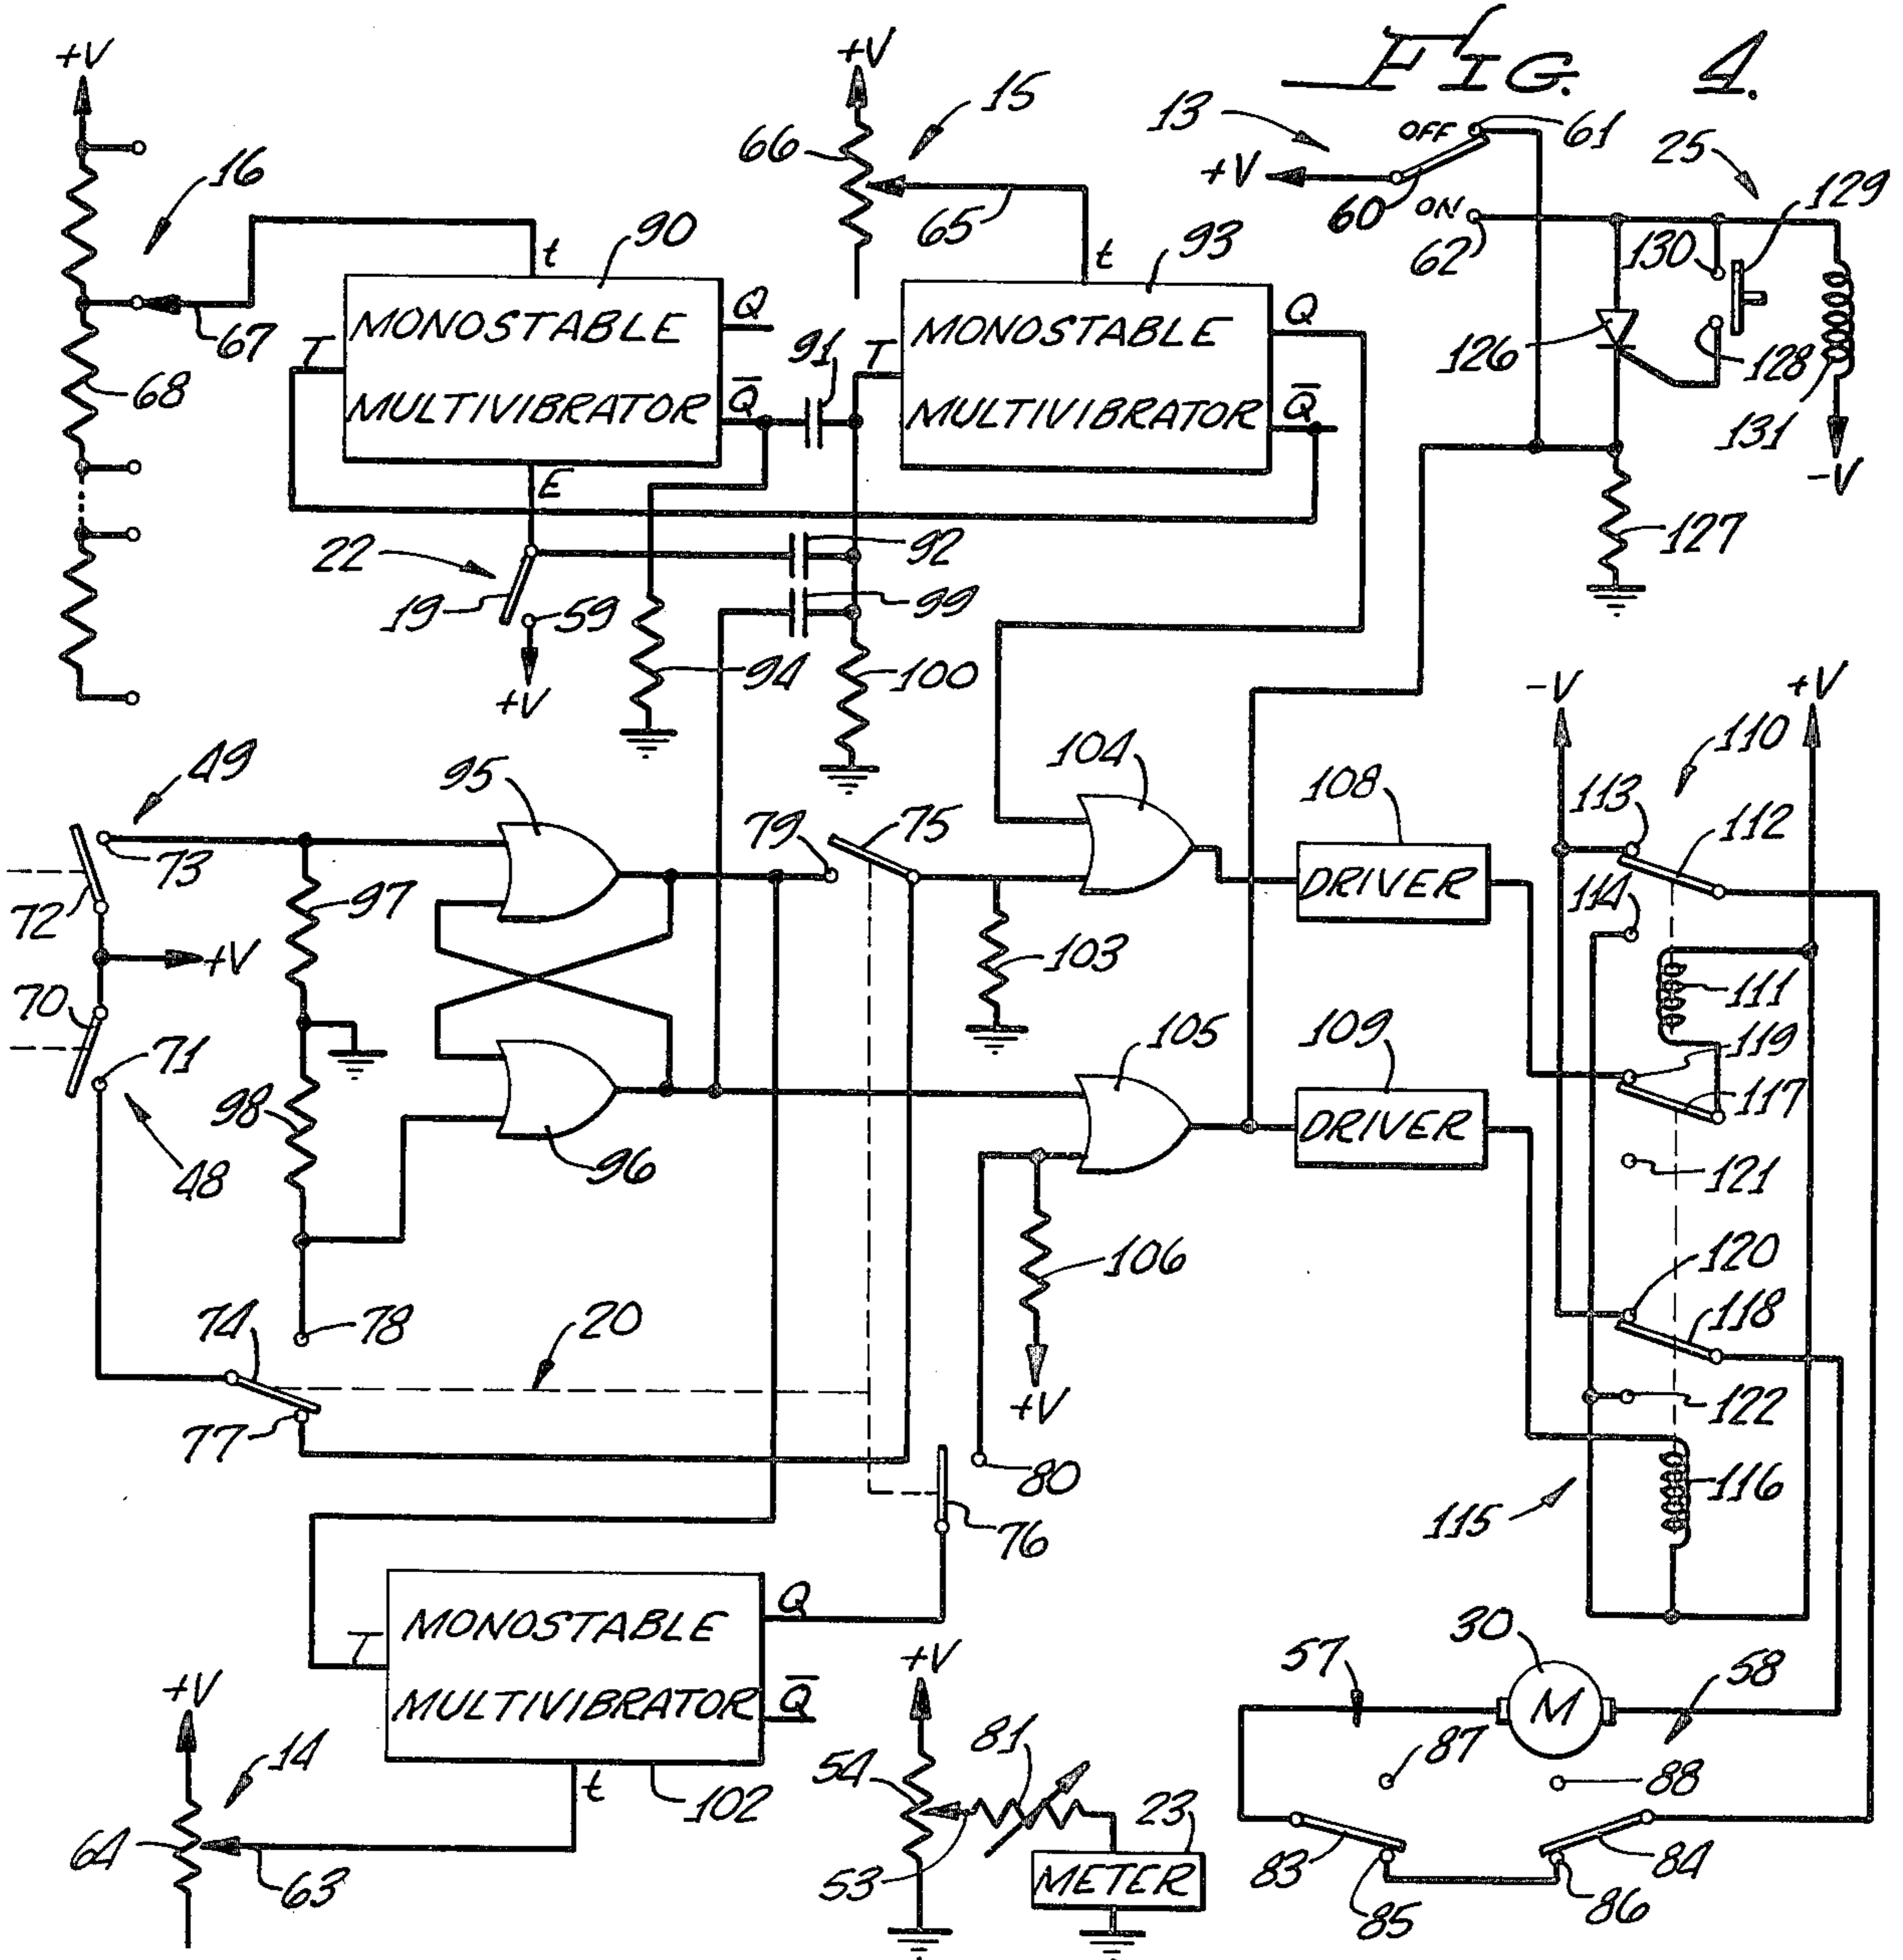 FIG. 4.
+V
+V
15
13
OFF
61
25
66
16
+V
129
60
ON
62
130
90
65
93
t
t
MONOSTABLE
MULTIVIBRATOR
Q
Q̅
T
67
91
MONOSTABLE
MULTIVIBRATOR
Q
Q̅
T
126
128
131
-V
68
E
22
92
127
19
59
99
+V
94
100
-V
+V
110
49
95
104
108
113
112
73
79
75
DRIVER
72
97
114
+V
103
111
70
71
105
109
119
117
98
DRIVER
48
96
121
106
120
118
78
74
20
+V
122
77
80
115
116
76
MONOSTABLE
MULTIVIBRATOR
Q
Q̅
T
30
57
58
M
+V
+V
87
81
88
14
54
t
102
23
64
63
53
METER
83
84
85
86